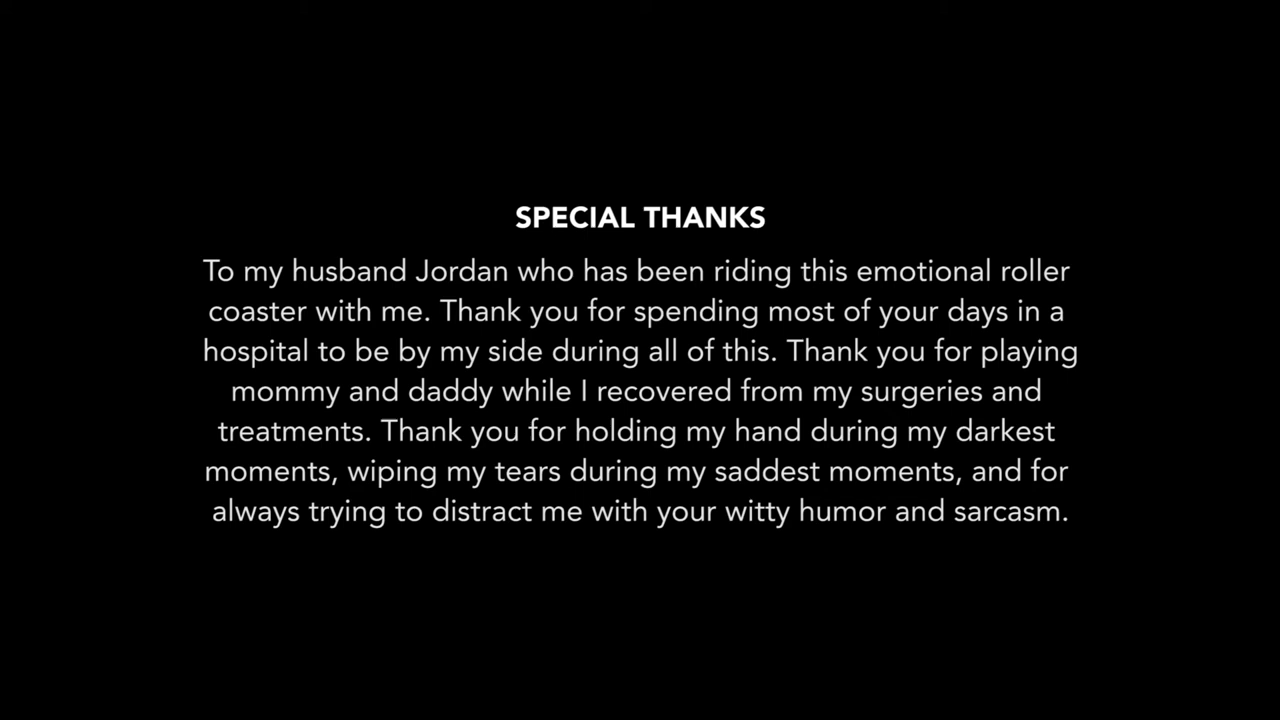 SPECIAL THANKS
To my husband Jordan who has been riding this emotional roller
coaster with me. Thank you for spending most of your days in a
hospital to be by my side during all of this. Thank you for playing
mommy and daddy while I recovered from my surgeries and
treatments. Thank you for holding my hand during my darkest
moments, wiping my tears during my saddest moments, and for
always trying to distract me with your witty humor and sarcasm.